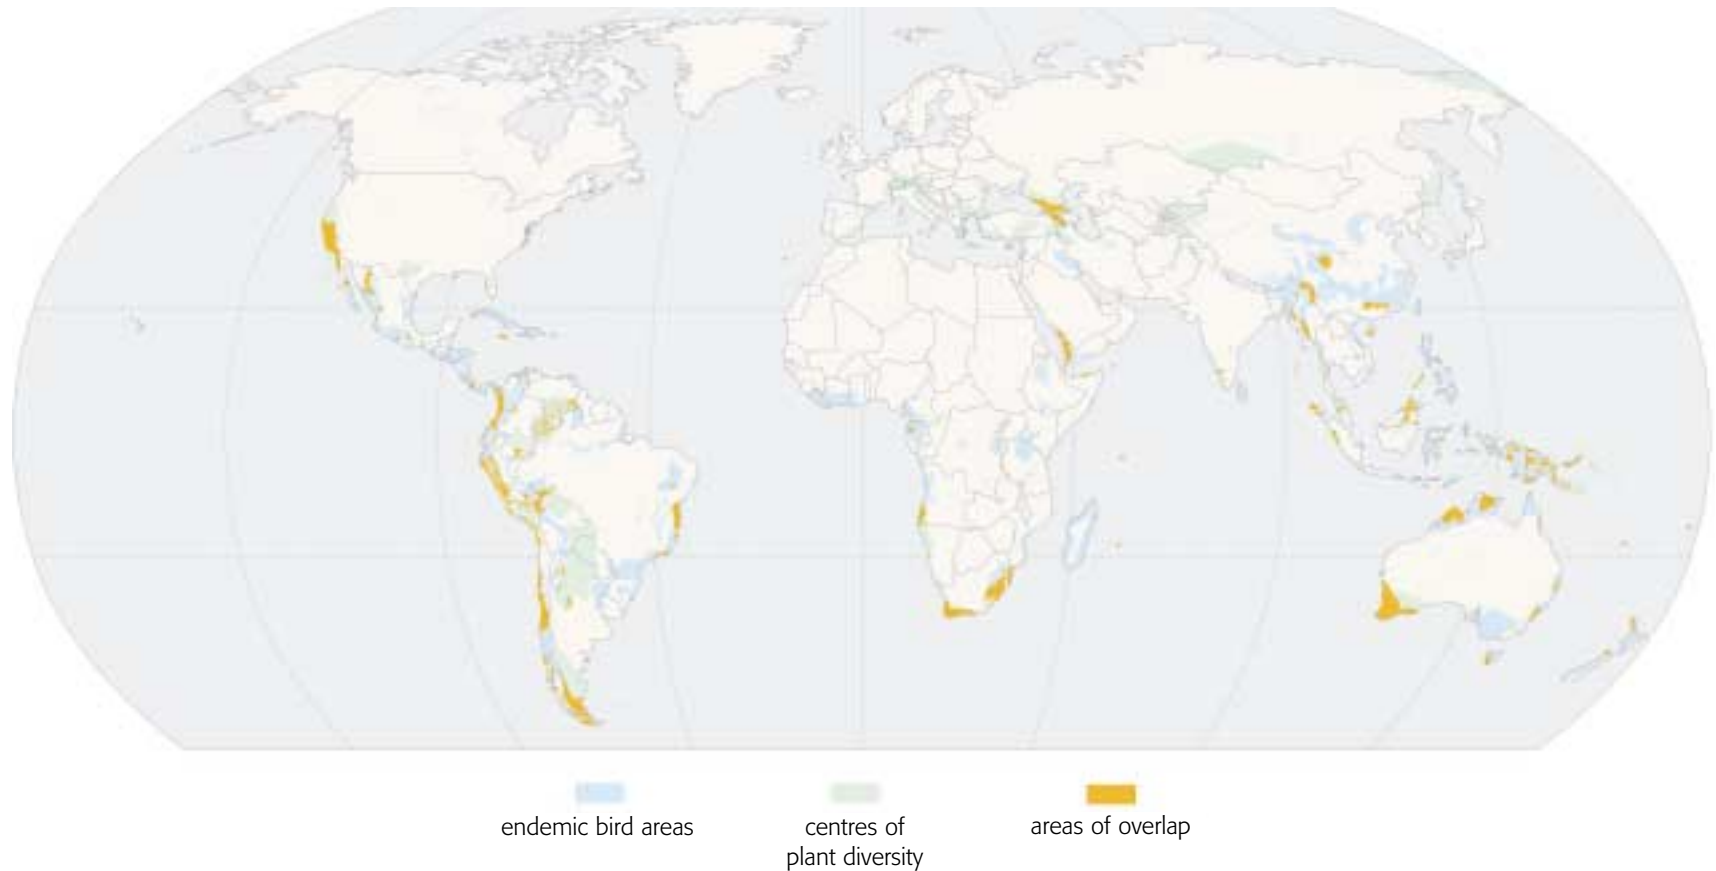 endemic bird areas
centres of
plant diversity
areas of overlap